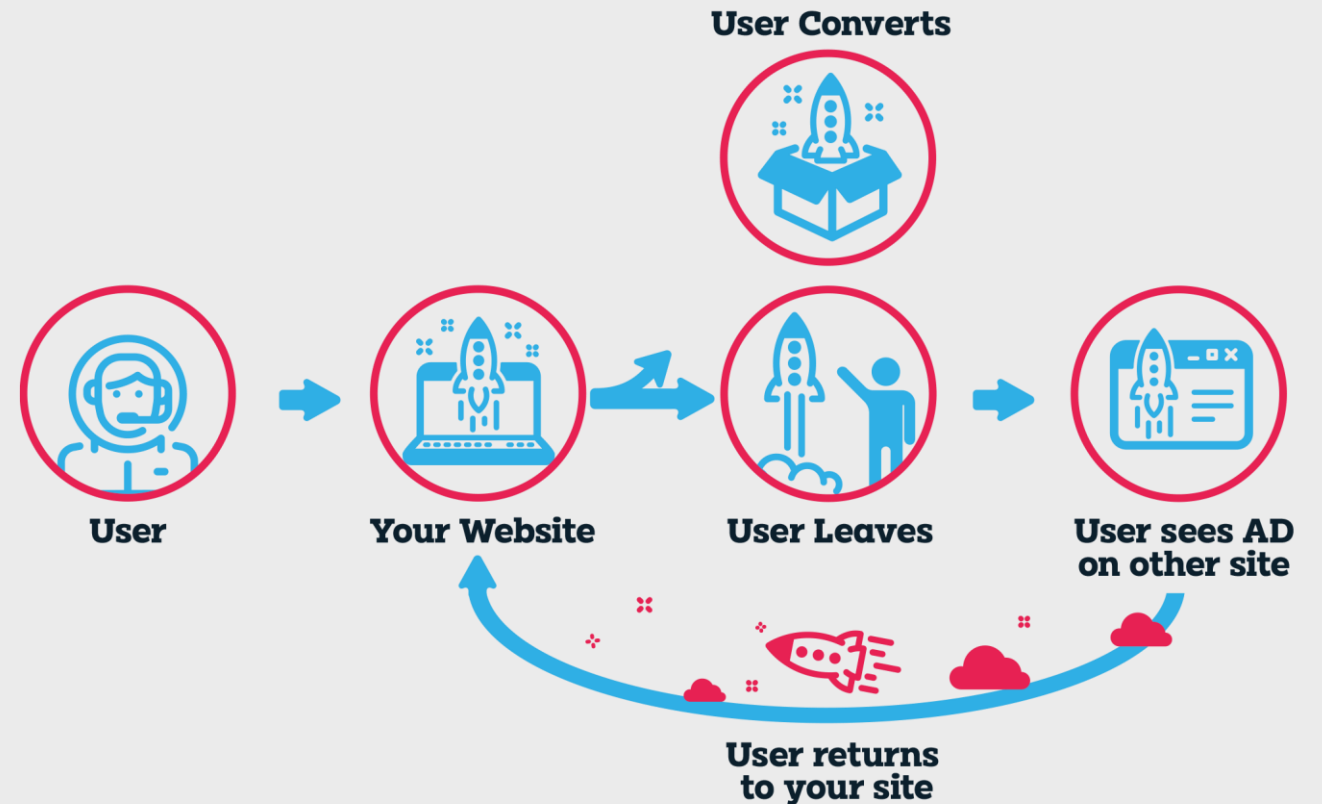 User Converts
User
Your Website
User Leaves
User sees AD
on other site
User returns
to your site